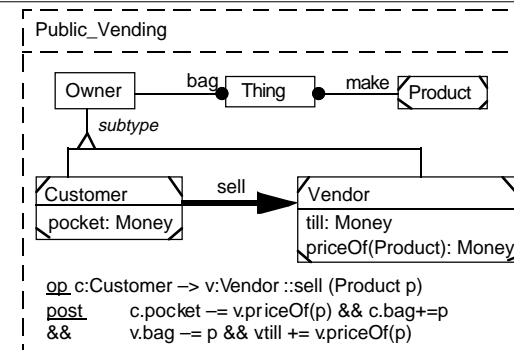 Public_Vending
Owner bag Thing make Product
subtype
Customer sell Vendor
pocket: Money till: Money
priceOf(Product): Money
op c:Customer –> v:Vendor ::sell (Product p)
post c.pocket –= v.priceOf(p) && c.bag+=p
&& v.bag –= p && v.till += v.priceOf(p)